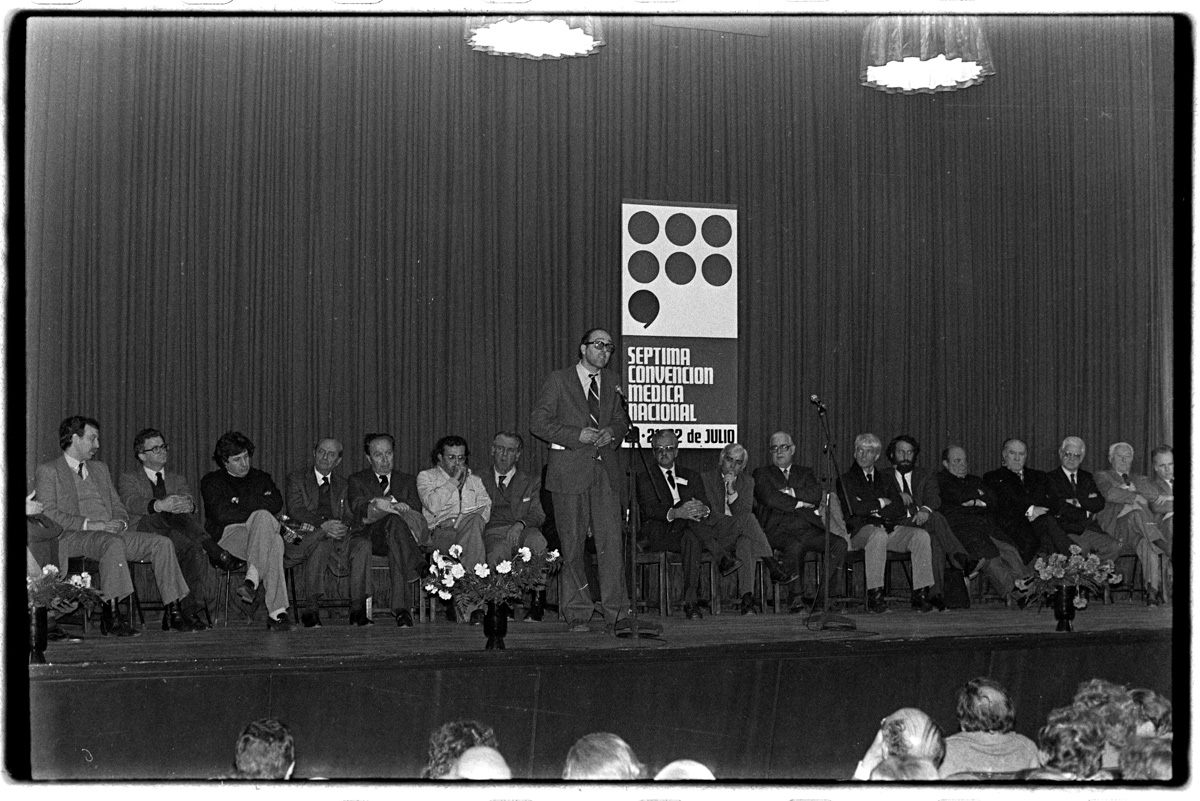 SEPTIMA
CONVENCION
MEDICA
NACIONAL
de JULIO